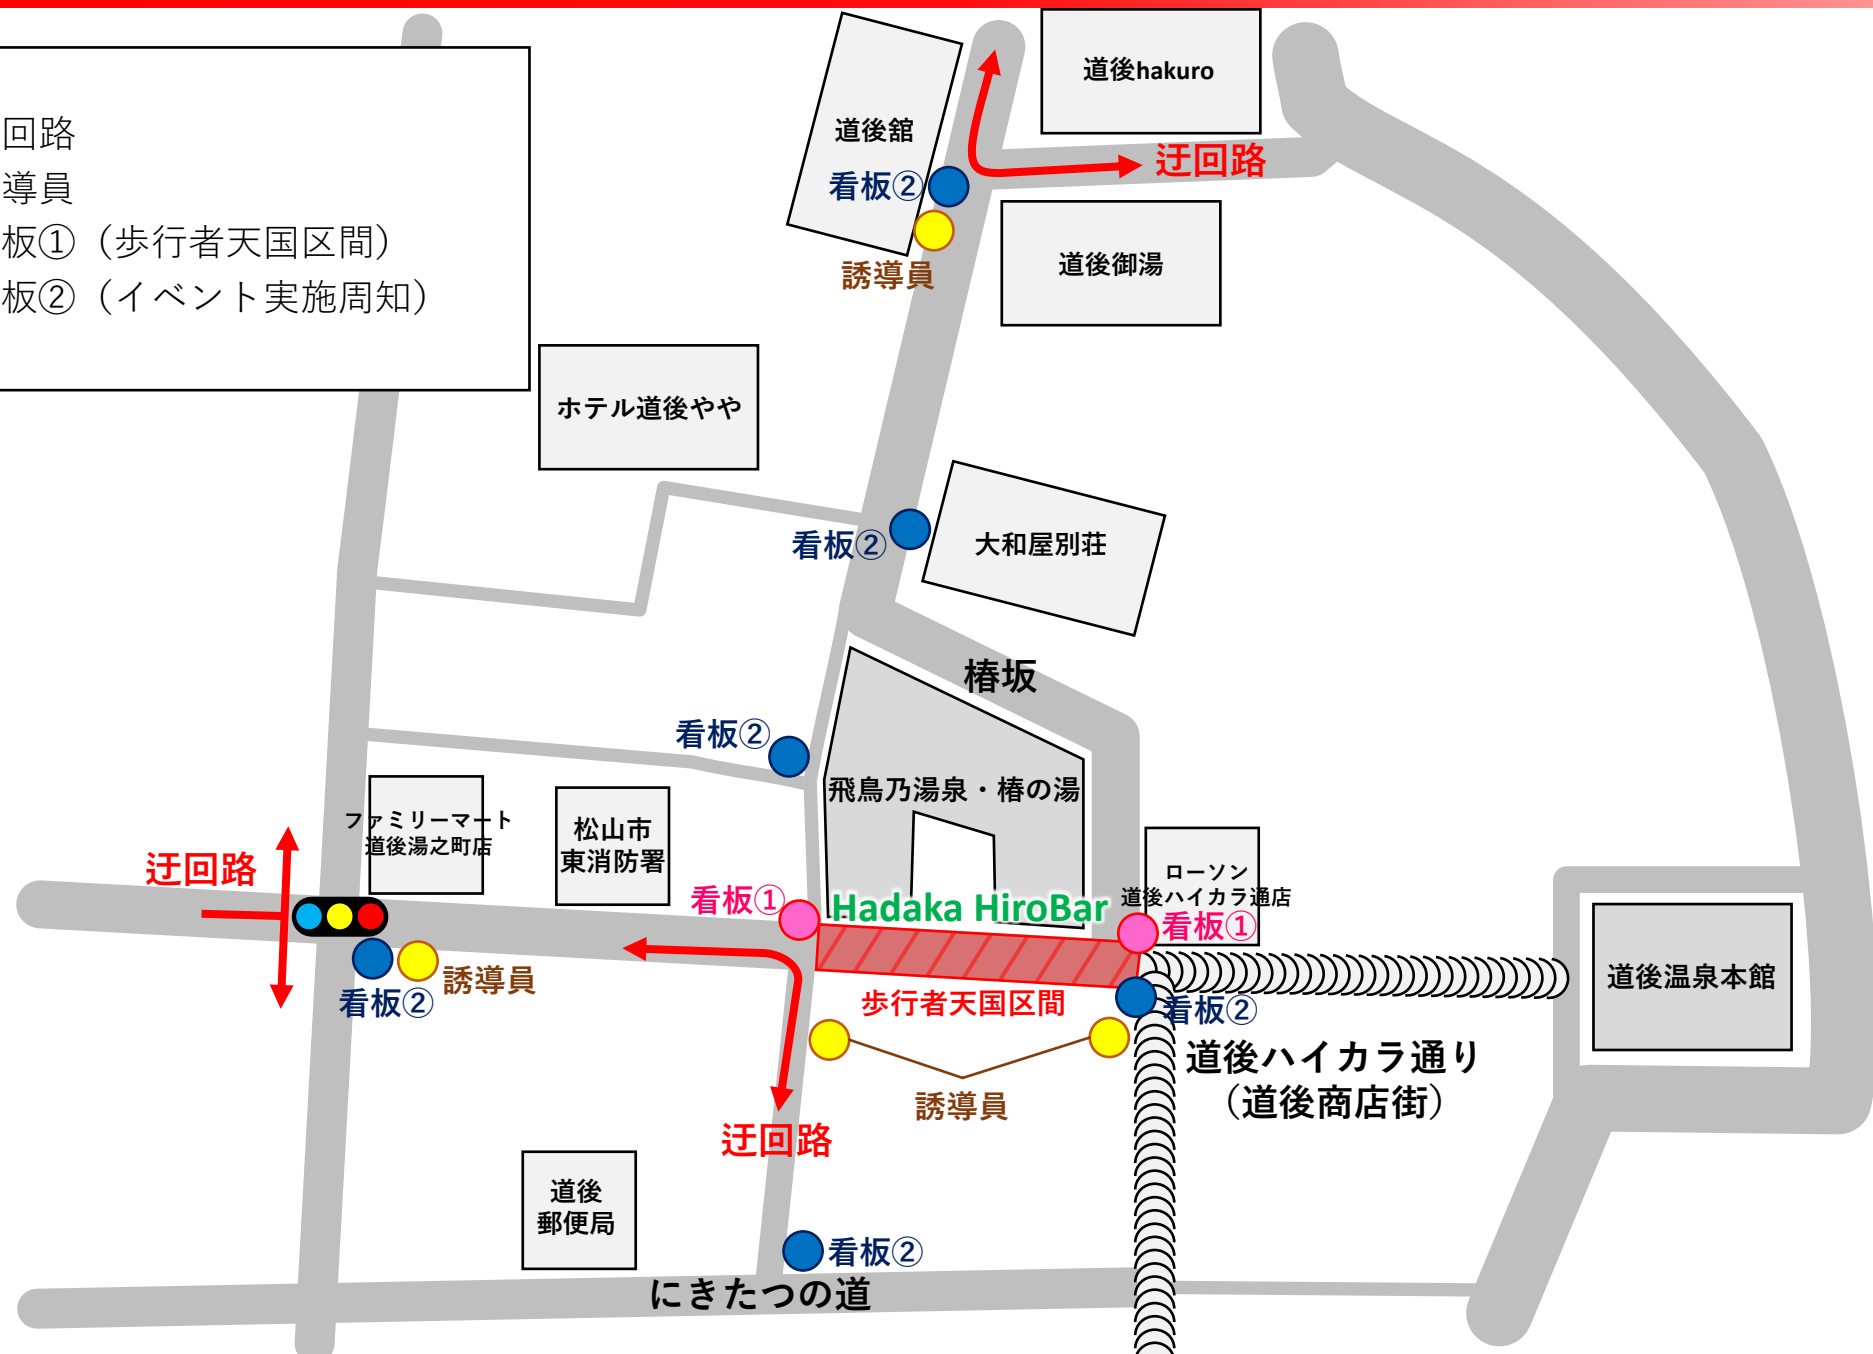 回路
導員
板①（歩行者天国区間）
板②（イベント実施周知）
道後hakuro
道後舘
迂回路
看板②
誘導員
道後御湯
ホテル道後やや
看板②
大和屋別荘
椿坂
看板②
飛鳥乃湯泉・椿の湯
ファミリーマート
道後湯之町店
松山市
東消防署
迂回路
ローソン
道後ハイカラ通店
看板①
Hadaka HiroBar
看板①
誘導員
看板②
歩行者天国区間
看板②
道後温泉本館
道後ハイカラ通り
（道後商店街）
誘導員
迂回路
道後
郵便局
看板②
にきたつの道